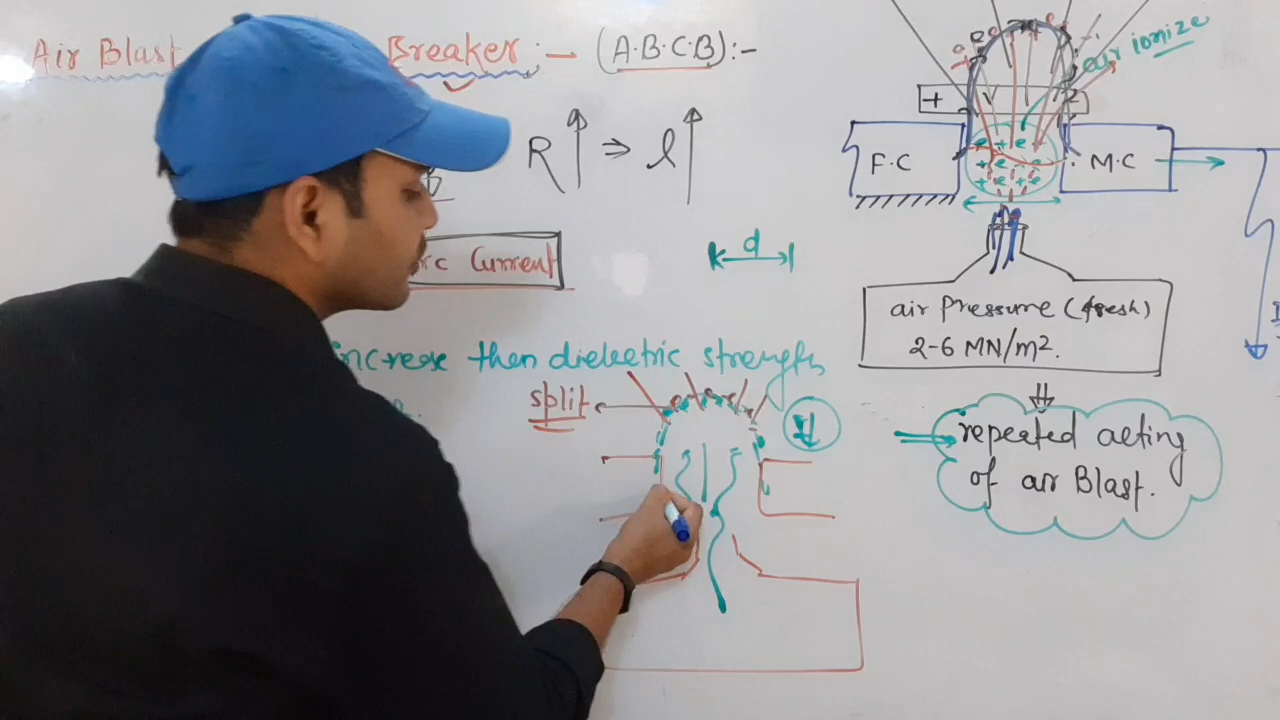 Air Blast Breaker :- (A.B.C.B):-
R ↑ ⇒ l ↑
Current
d
increase then dielectric strength
split
air ionize
+
2
F.C
M.C
+ e + e
+ e + e
+ e + e
air Pressure (fresh)
2-6 MN/m².
⇓
repeated acting
of air Blast.